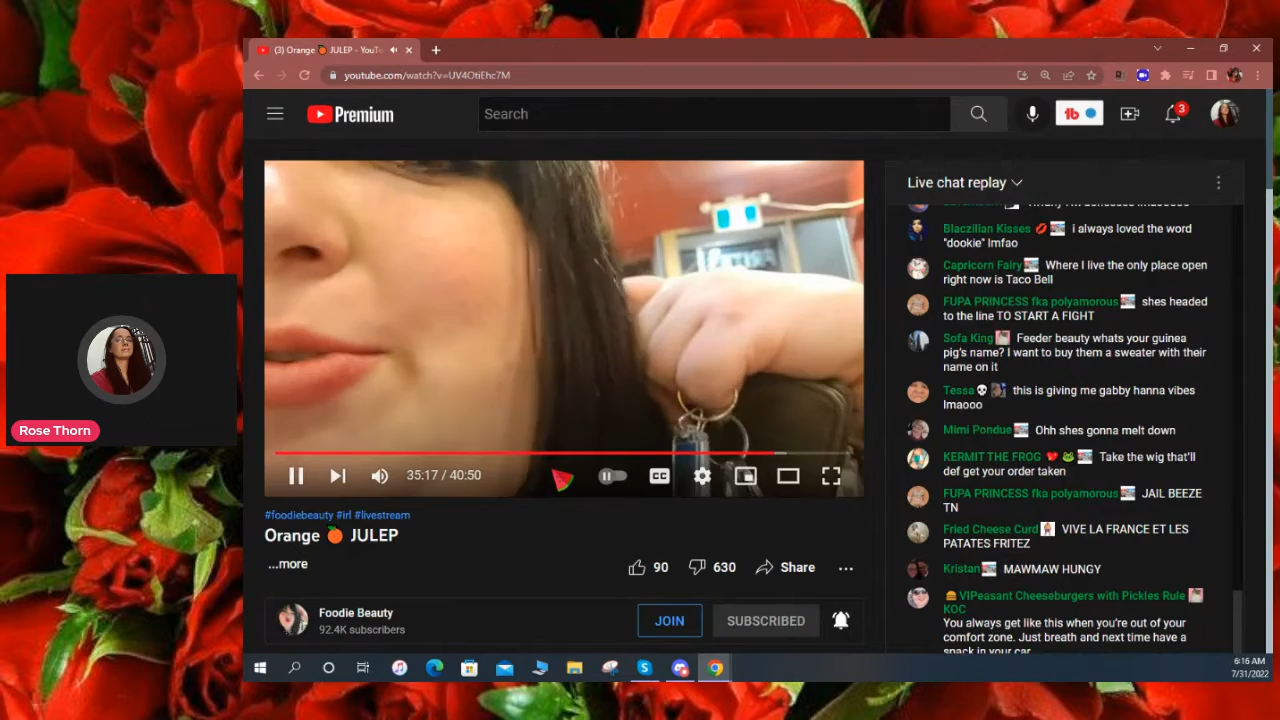 (3) Orange 🍊 JULEP - YouTu
youtube.com/watch?v=UV4OtiEhc7M
Premium
Search
3
Live chat replay
Blaczilian Kisses 💋 i always loved the word
"dookie" lmfao
Capricorn Fairy Where I live the only place open
right now is Taco Bell
FUPA PRINCESS fka polyamorous shes headed
to the line TO START A FIGHT
Sofa King Feeder beauty whats your guinea
pig's name? I want to buy them a sweater with their
name on it
Tessa💀 this is giving me gabby hanna vibes
lmaooo
Mimi Pondue Ohh shes gonna melt down
KERMIT THE FROG 💖 🐸 Take the wig that'll
def get your order taken
FUPA PRINCESS fka polyamorous JAIL BEEZE
TN
Fried Cheese Curd VIVE LA FRANCE ET LES
PATATES FRITEZ
Kristan MAWMAW HUNGY
🍔VIPeasant Cheeseburgers with Pickles Rule
KOC
You always get like this when you're out of your
comfort zone. Just breath and next time have a
snack in your car
Rose Thorn
35:17 / 40:50
CC
#foodiebeauty #irl #livestream
Orange 🍊 JULEP
...more
90
630
Share
Foodie Beauty
92.4K subscribers
JOIN
SUBSCRIBED
6:16 AM
7/31/2022